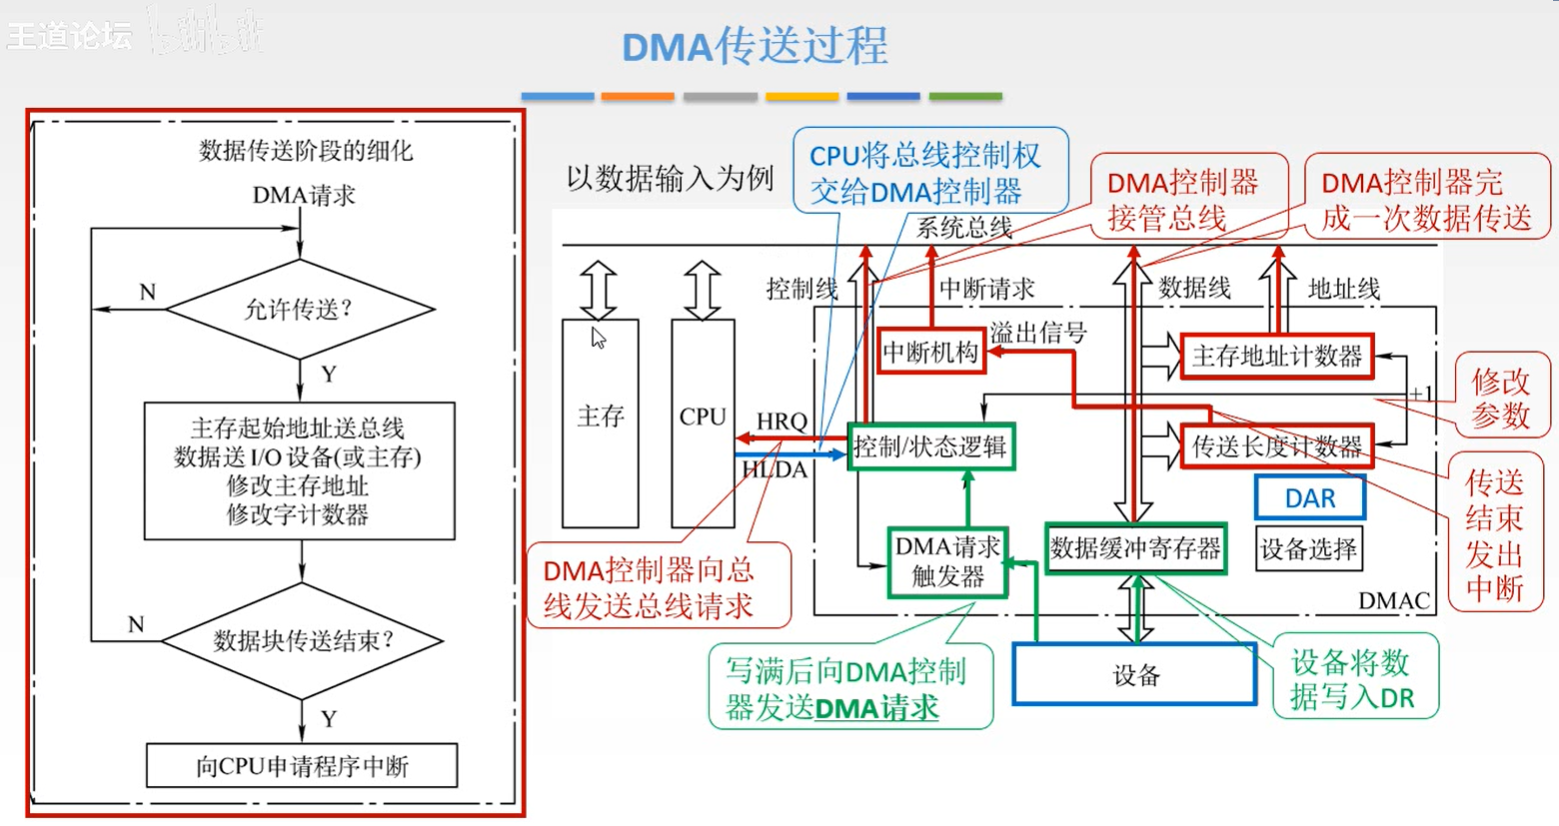 王道论坛
bilibili
DMA传送过程
数据传送阶段的细化
DMA请求
允许传送?
N
Y
主存起始地址送总线
数据送 I/O 设备(或主存)
修改主存地址
修改字计数器
数据块传送结束?
N
Y
向CPU申请程序中断
以数据输入为例
CPU将总线控制权
交给DMA控制器
DMA控制器
接管总线
DMA控制器完
成一次数据传送
系统总线
控制线
中断请求
数据线
地址线
中断机构
溢出信号
主存地址计数器
+1
修改
参数
主存
CPU
HRQ
HLDA
控制/状态逻辑
传送长度计数器
DAR
设备选择
传送
结束
发出
中断
DMA请求
触发器
数据缓冲寄存器
DMAC
DMA控制器向总
线发送总线请求
写满后向DMA控制
器发送DMA请求
设备
设备将数
据写入DR